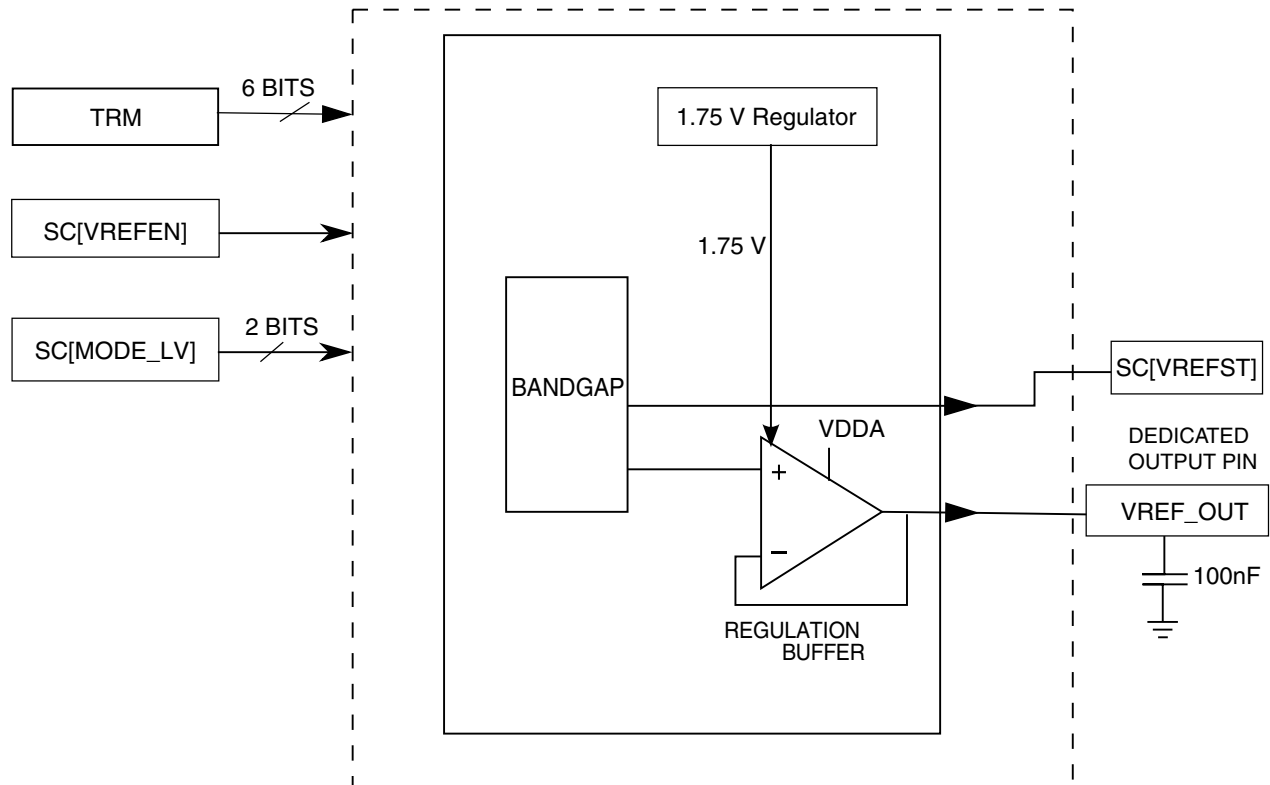 6 BITS
TRM
1.75 V Regulator
SC[VREFEN]
1.75 V
2 BITS
SC[MODE_LV]
BANDGAP
SC[VREFST]
VDDA
DEDICATED
OUTPUT PIN
+
VREF_OUT
−
100nF
REGULATION
BUFFER